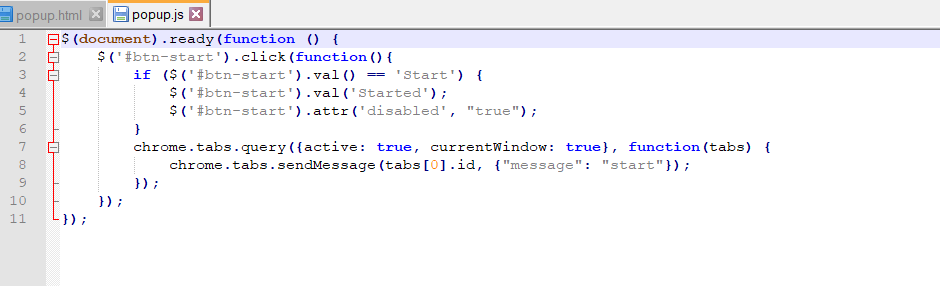 popup.html popup.js
1 $(document).ready(function () {
2     $('#btn-start').click(function(){
3         if ($('#btn-start').val() == 'Start') {
4             $('#btn-start').val('Started');
5             $('#btn-start').attr('disabled', "true");
6         }
7         chrome.tabs.query({active: true, currentWindow: true}, function(tabs) {
8             chrome.tabs.sendMessage(tabs[0].id, {"message": "start"});
9         });
10     });
11 });